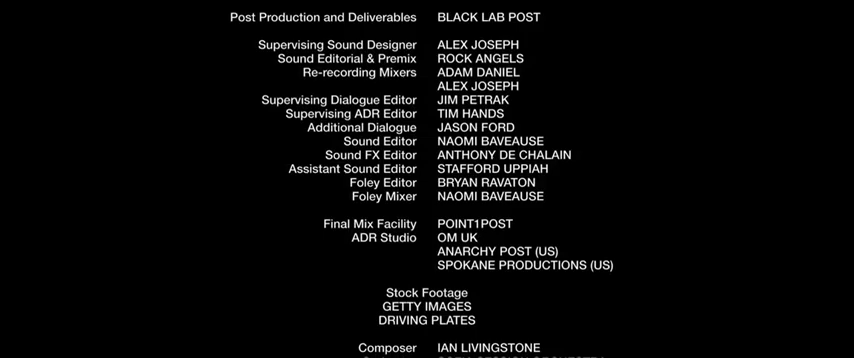 Post Production and Deliverables BLACK LAB POST
Supervising Sound Designer ALEX JOSEPH
Sound Editorial & Premix ROCK ANGELS
Re-recording Mixers ADAM DANIEL
ALEX JOSEPH
Supervising Dialogue Editor JIM PETRAK
Supervising ADR Editor TIM HANDS
Additional Dialogue JASON FORD
Sound Editor NAOMI BAVEAUSE
Sound FX Editor ANTHONY DE CHALAIN
Assistant Sound Editor STAFFORD UPPIAH
Foley Editor BRYAN RAVATON
Foley Mixer NAOMI BAVEAUSE
Final Mix Facility POINT1POST
ADR Studio OM UK
ANARCHY POST (US)
SPOKANE PRODUCTIONS (US)
Stock Footage
GETTY IMAGES
DRIVING PLATES
Composer IAN LIVINGSTONE